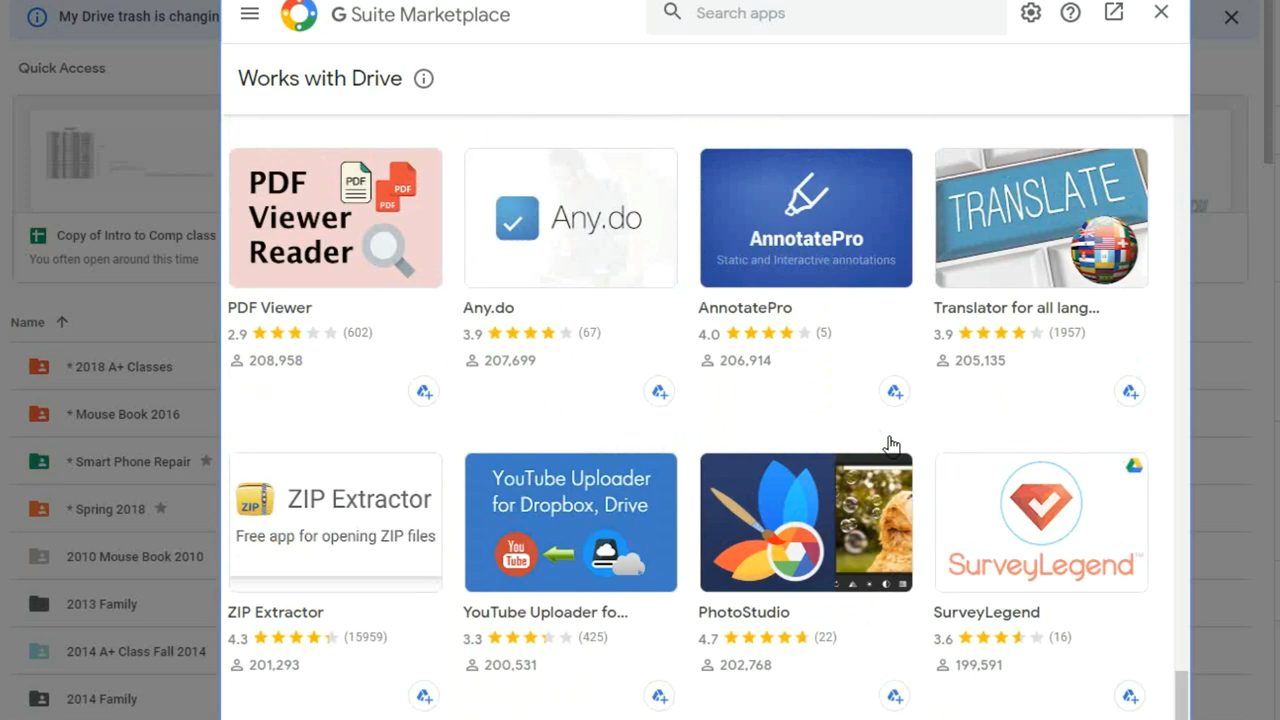 My Drive trash is changin
G Suite Marketplace
Search apps
Quick Access
Works with Drive
Copy of Intro to Comp class
You often open around this time
Name
* 2018 A+ Classes
* Mouse Book 2016
* Smart Phone Repair
* Spring 2018
2010 Mouse Book 2010
2013 Family
2014 A+ Class Fall 2014
2014 Family
PDF
Viewer
Reader
PDF
PDF
PDF
Any.do
AnnotatePro
Static and Interactive annotations
TRANSLATE
PDF Viewer
2.9 (602)
208,958
Any.do
3.9 (67)
207,699
AnnotatePro
4.0 (5)
206,914
Translator for all lang...
3.9 (1957)
205,135
ZIP
ZIP Extractor
Free app for opening ZIP files
YouTube Uploader
for Dropbox, Drive
You
Tube
SurveyLegend
ZIP Extractor
4.3 (15959)
201,293
YouTube Uploader fo...
3.3 (425)
200,531
PhotoStudio
4.7 (22)
202,768
SurveyLegend
3.6 (16)
199,591